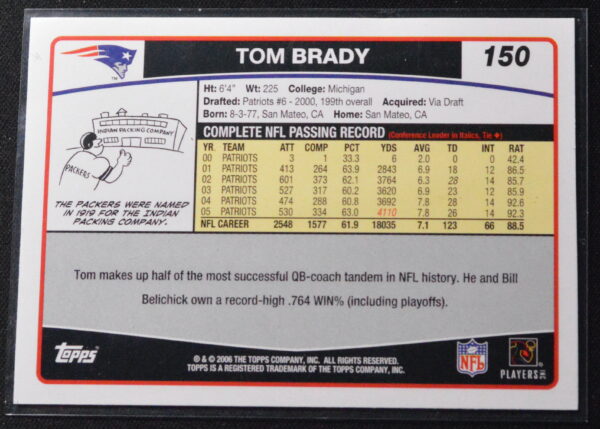 TOM BRADY
150
Ht: 6'4" Wt: 225 College: Michigan
Drafted: Patriots #6 - 2000, 199th overall Acquired: Via Draft
Born: 8-3-77, San Mateo, CA Home: San Mateo, CA
COMPLETE NFL PASSING RECORD (Conference Leader in Italics, Tie ◆)
YR. TEAM ATT COMP PCT YDS AVG TD INT RAT
00 PATRIOTS 3 1 33.3 6 2.0 0 0 42.4
01 PATRIOTS 413 264 63.9 2843 6.9 18 12 86.5
02 PATRIOTS 601 373 62.1 3764 6.3 28 14 85.7
03 PATRIOTS 527 317 60.2 3620 6.9 23 12 85.9
04 PATRIOTS 474 288 60.8 3692 7.8 28 14 92.6
05 PATRIOTS 530 334 63.0 4110 7.8 26 14 92.3
NFL CAREER 2548 1577 61.9 18035 7.1 123 66 88.5
INDIAN PACKING COMPANY
PACKERS
THE PACKERS WERE NAMED
IN 1919 FOR THE INDIAN
PACKING COMPANY.
Tom makes up half of the most successful QB-coach tandem in NFL history. He and Bill
Belichick own a record-high .764 WIN% (including playoffs).
Topps
® & © 2006 THE TOPPS COMPANY, INC. ALL RIGHTS RESERVED.
TOPPS IS A REGISTERED TRADEMARK OF THE TOPPS COMPANY, INC.
NFL
PLAYERS INC